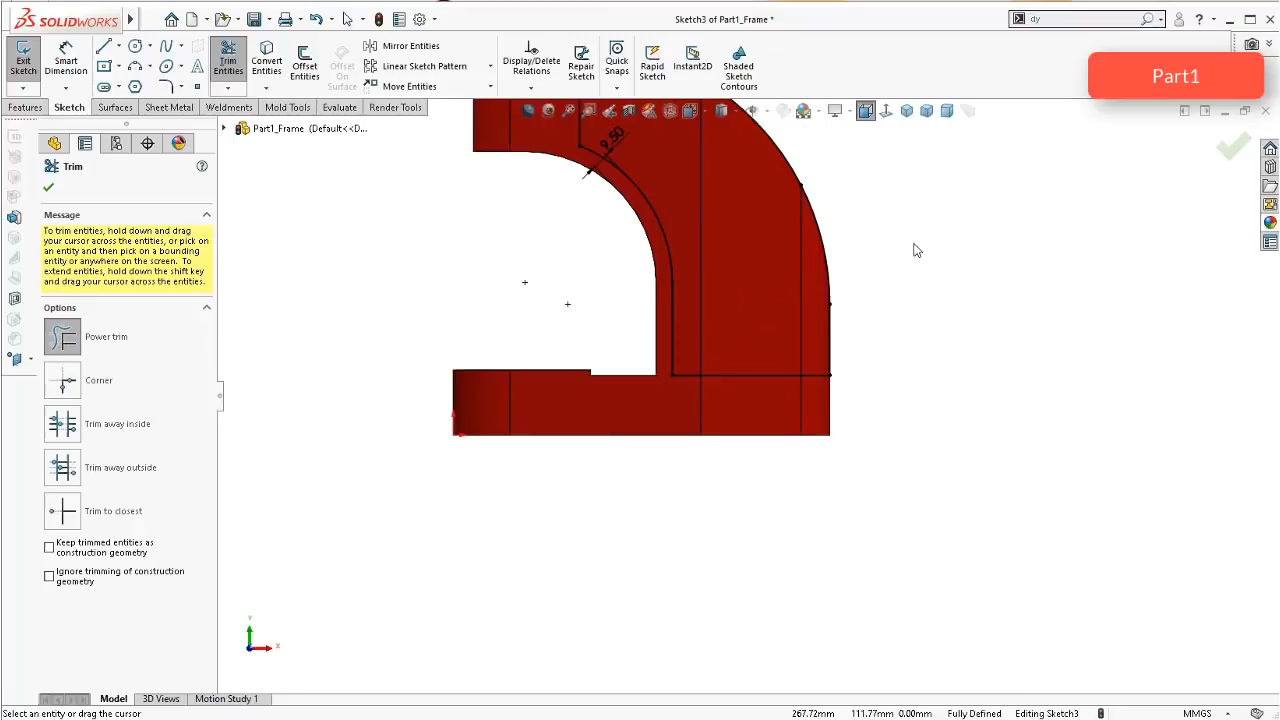 SOLIDWORKS
Sketch3 of Part1_Frame *
dy
Exit Sketch
Smart Dimension
Trim Entities
Convert Entities
Offset Entities
Offset On Surface
Mirror Entities
Linear Sketch Pattern
Move Entities
Display/Delete Relations
Repair Sketch
Quick Snaps
Rapid Sketch
Instant2D
Shaded Sketch Contours
Part1
Features
Sketch
Surfaces
Sheet Metal
Weldments
Mold Tools
Evaluate
Render Tools
Part1_Frame (Default<<D...
Trim
Message
To trim entities, hold down and drag
your cursor across the entities, or pick on
an entity and then pick on a bounding
entity or anywhere on the screen. To
extend entities, hold down the shift key
and drag your cursor across the entities.
Options
Power trim
Corner
Trim away inside
Trim away outside
Trim to closest
Keep trimmed entities as
construction geometry
Ignore trimming of construction
geometry
9.50
Y
X
Model
3D Views
Motion Study 1
Select an entity or drag the cursor
267.72mm
111.77mm 0.00mm
Fully Defined
Editing Sketch3
MMGS